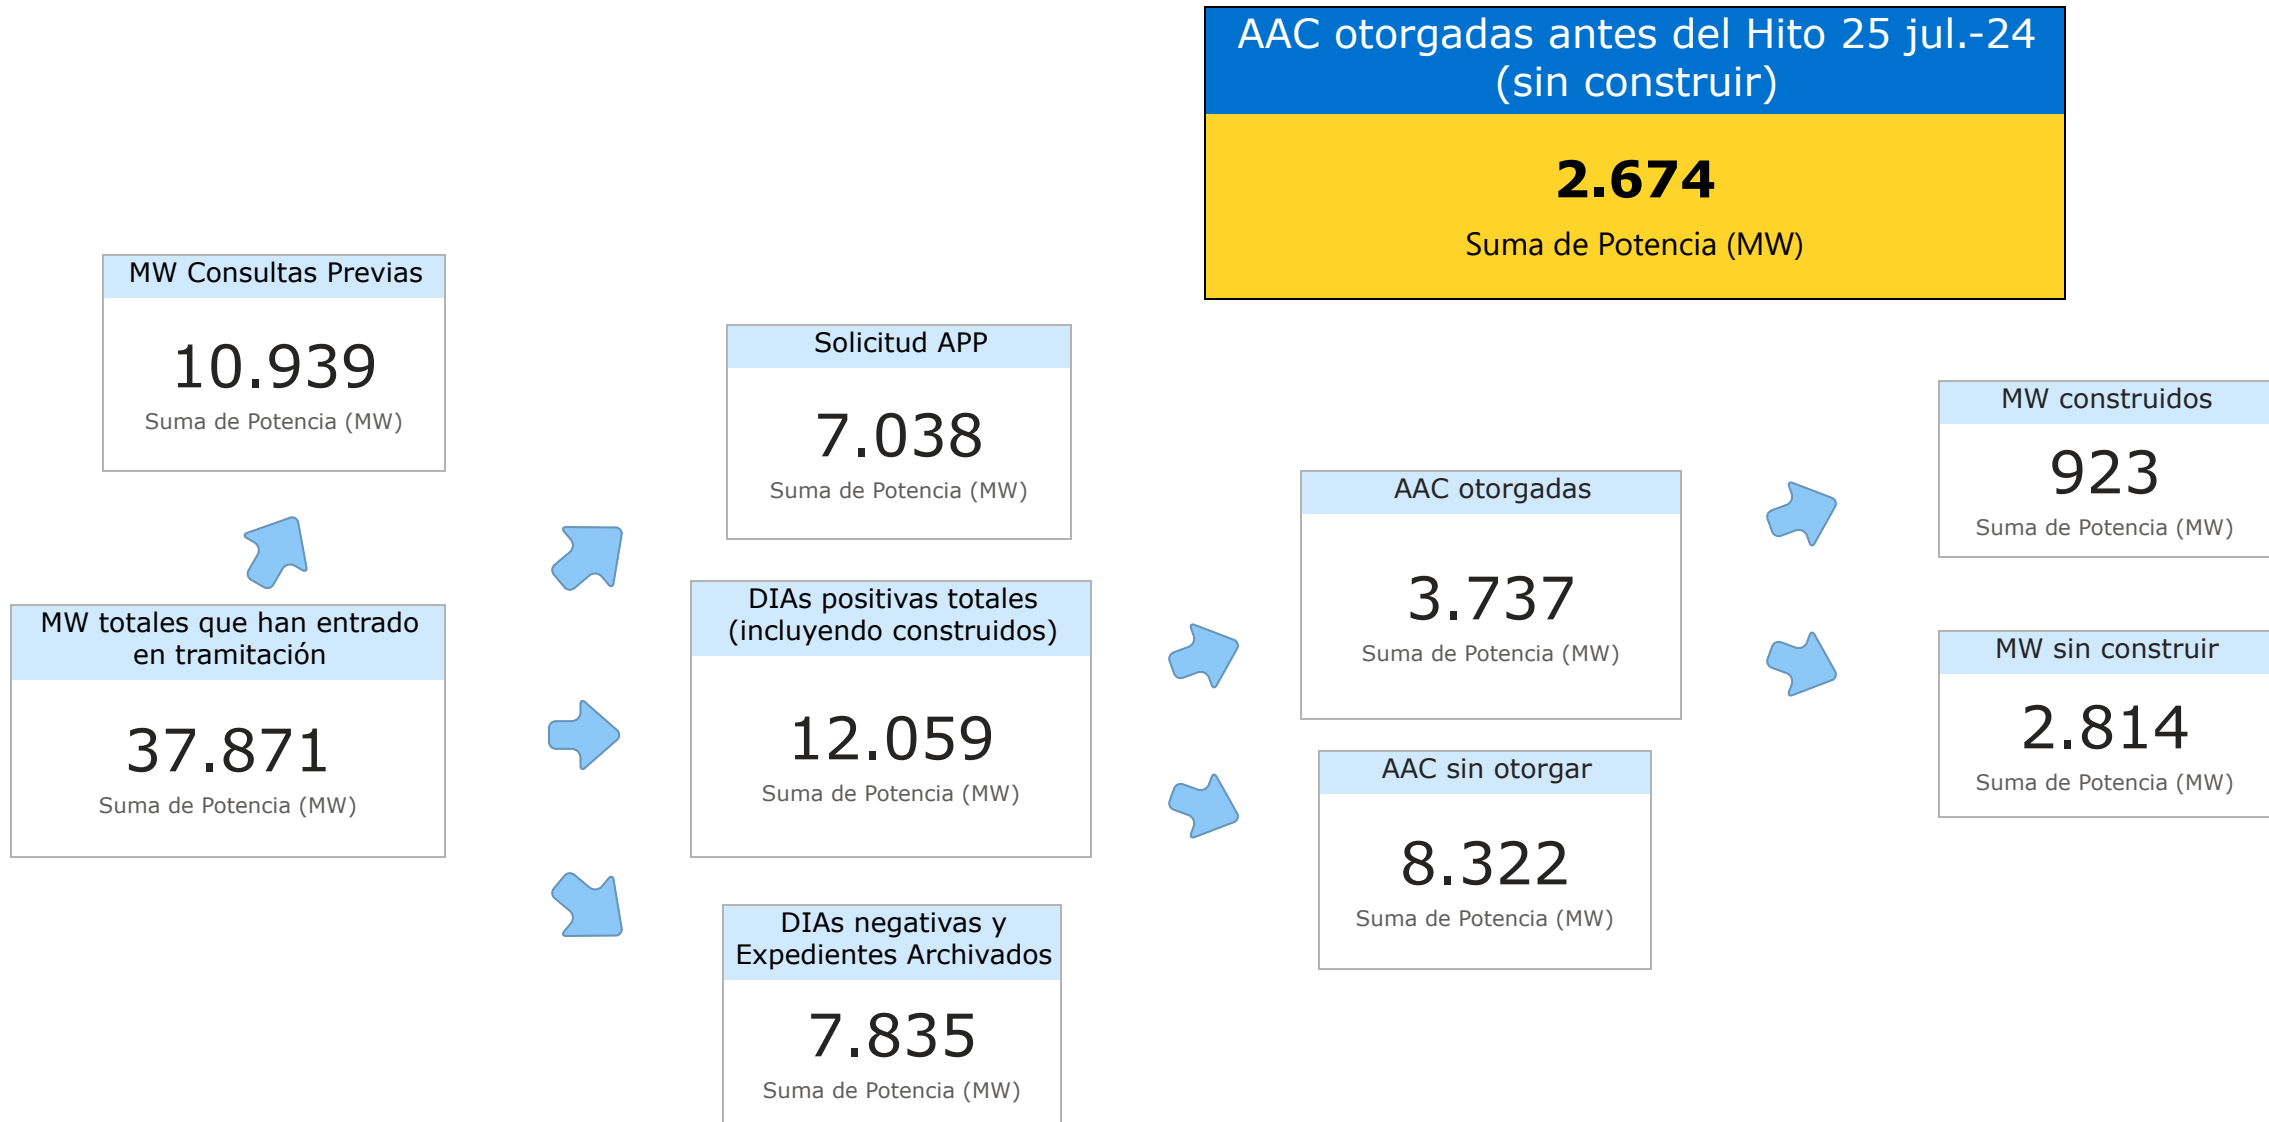 AAC otorgadas antes del Hito 25 jul.-24
(sin construir)
2.674
Suma de Potencia (MW)
MW Consultas Previas
10.939
Suma de Potencia (MW)
MW totales que han entrado
en tramitación
37.871
Suma de Potencia (MW)
Solicitud APP
7.038
Suma de Potencia (MW)
DIAs positivas totales
(incluyendo construidos)
12.059
Suma de Potencia (MW)
DIAs negativas y
Expedientes Archivados
7.835
Suma de Potencia (MW)
AAC otorgadas
3.737
Suma de Potencia (MW)
AAC sin otorgar
8.322
Suma de Potencia (MW)
MW construidos
923
Suma de Potencia (MW)
MW sin construir
2.814
Suma de Potencia (MW)